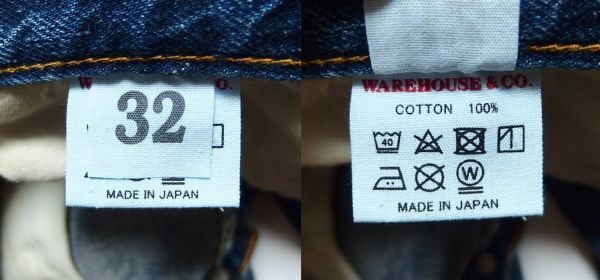 32
MADE IN JAPAN
WAREHOUSE & CO.
COTTON 100%
40
W
MADE IN JAPAN